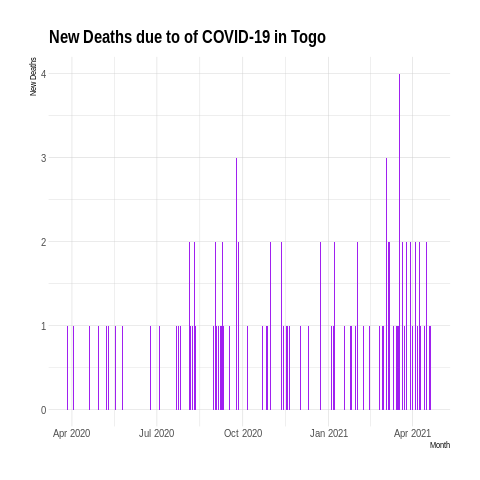 New Deaths due to of COVID-19 in Togo
New Deaths
4
3
2
1
0
Apr 2020 Jul 2020 Oct 2020 Jan 2021 Apr 2021
Month